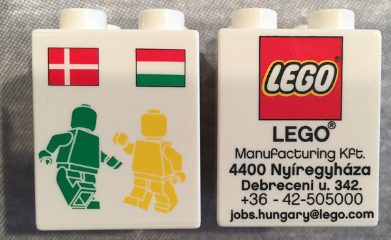 LEGO
LEGO®
Manufacturing Kft.
4400 Nyíregyháza
Debreceni u. 342.
+36 - 42-505000
jobs.hungary@lego.com